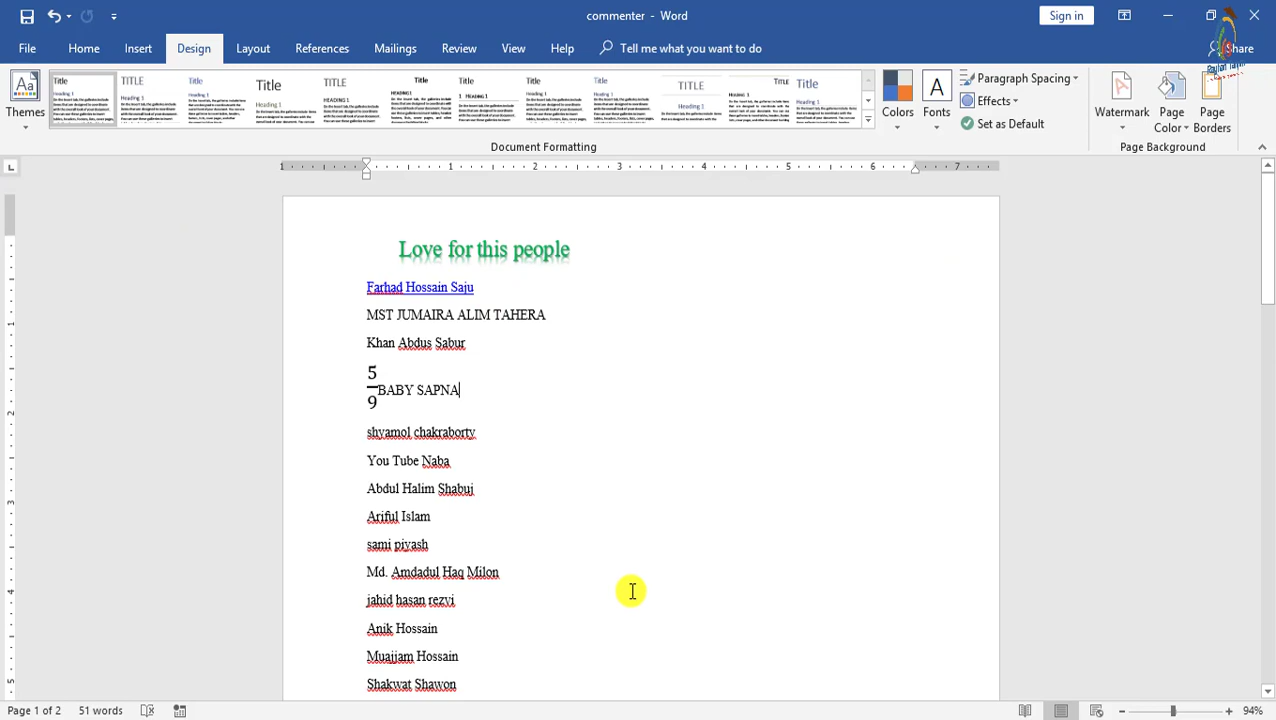 commenter - Word
Sign in
File Home Insert Design Layout References Mailings Review View Help Tell me what you want to do Share
Themes
Colors
Fonts
Paragraph Spacing
Effects
Set as Default
Watermark
Page Color
Page Borders
Document Formatting
Page Background
Love for this people
Farhad Hossain Saju
MST JUMAIRA ALIM TAHERA
Khan Abdus Sabur
5
BABY SAPNA
9
shyamol chakraborty
You Tube Naba
Abdul Halim Shabuj
Ariful Islam
sami piyash
Md. Amdadul Haq Milon
jahid hasan rezvi
Anik Hossain
Muajjam Hossain
Shakwat Shawon
Page 1 of 2 51 words 94%